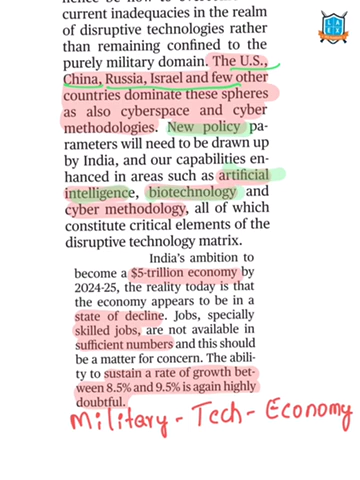 current inadequacies in the realm
of disruptive technologies rather
than remaining confined to the
purely military domain. The U.S.,
China, Russia, Israel and few other
countries dominate these spheres
as also cyberspace and cyber
methodologies. New policy pa-
rameters will need to be drawn up
by India, and our capabilities en-
hanced in areas such as artificial
intelligence, biotechnology and
cyber methodology, all of which
constitute critical elements of the
disruptive technology matrix.
India's ambition to
become a $5-trillion economy by
2024-25, the reality today is that
the economy appears to be in a
state of decline. Jobs, specially
skilled jobs, are not available in
sufficient numbers and this should
be a matter for concern. The abili-
ty to sustain a rate of growth bet-
ween 8.5% and 9.5% is again highly
doubtful.
Military - Tech - Economy